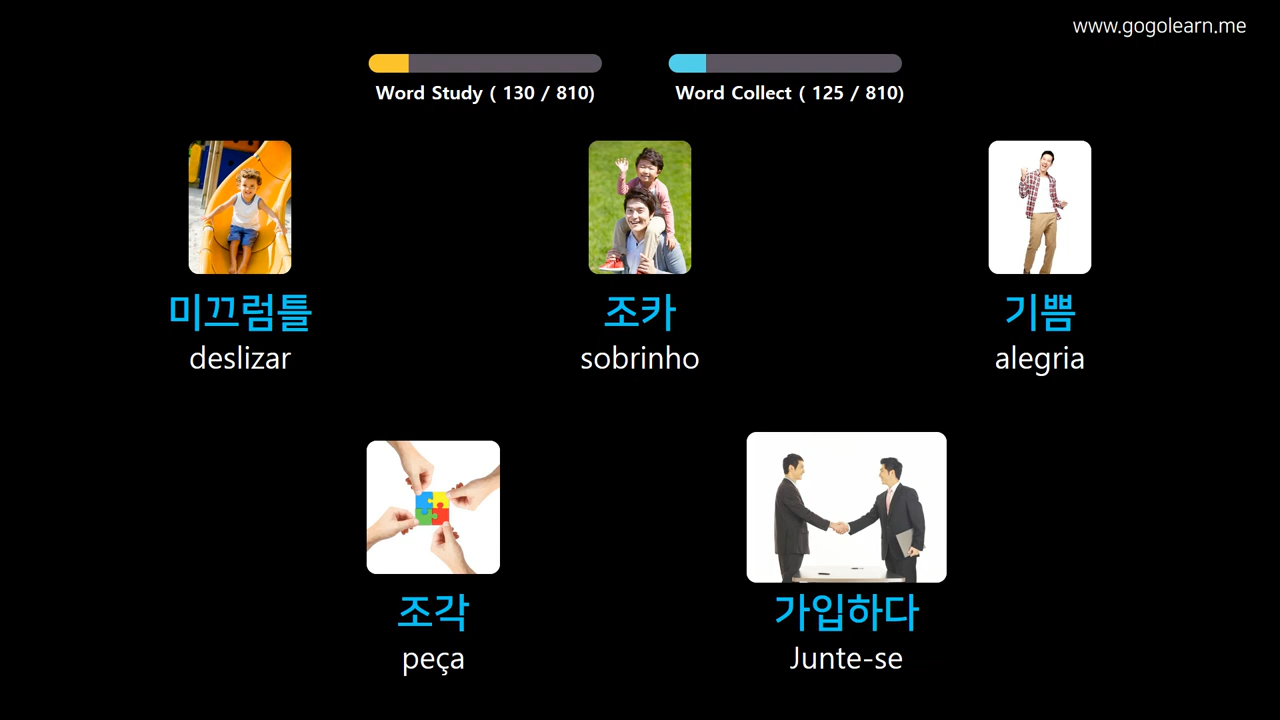 www.gogolearn.me
Word Study ( 130 / 810)
Word Collect ( 125 / 810)
미끄럼틀
deslizar
조카
sobrinho
기쁨
alegria
조각
peça
가입하다
Junte-se